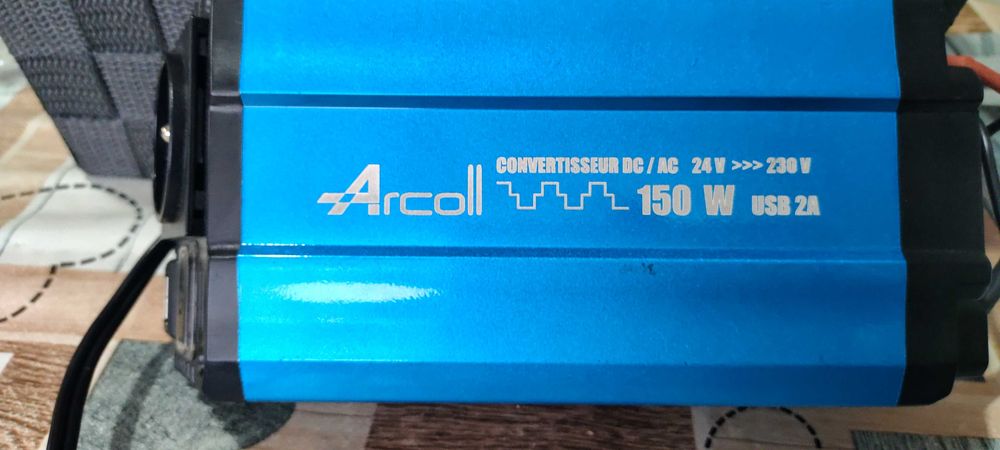 Arcoll
CONVERTISSEUR DC / AC 24 V >>> 230 V
150 W USB 2A